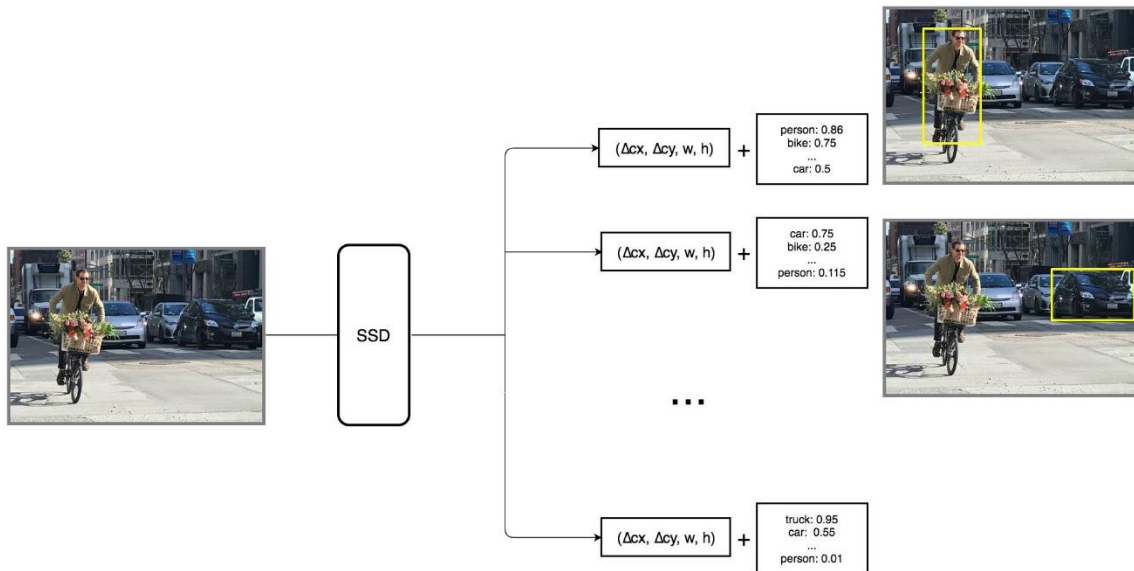 (Δcx, Δcy, w, h)
+
person: 0.86
bike: 0.75
...
car: 0.5
(Δcx, Δcy, w, h)
+
car: 0.75
bike: 0.25
...
person: 0.115
SSD
...
(Δcx, Δcy, w, h)
+
truck: 0.95
car: 0.55
...
person: 0.01